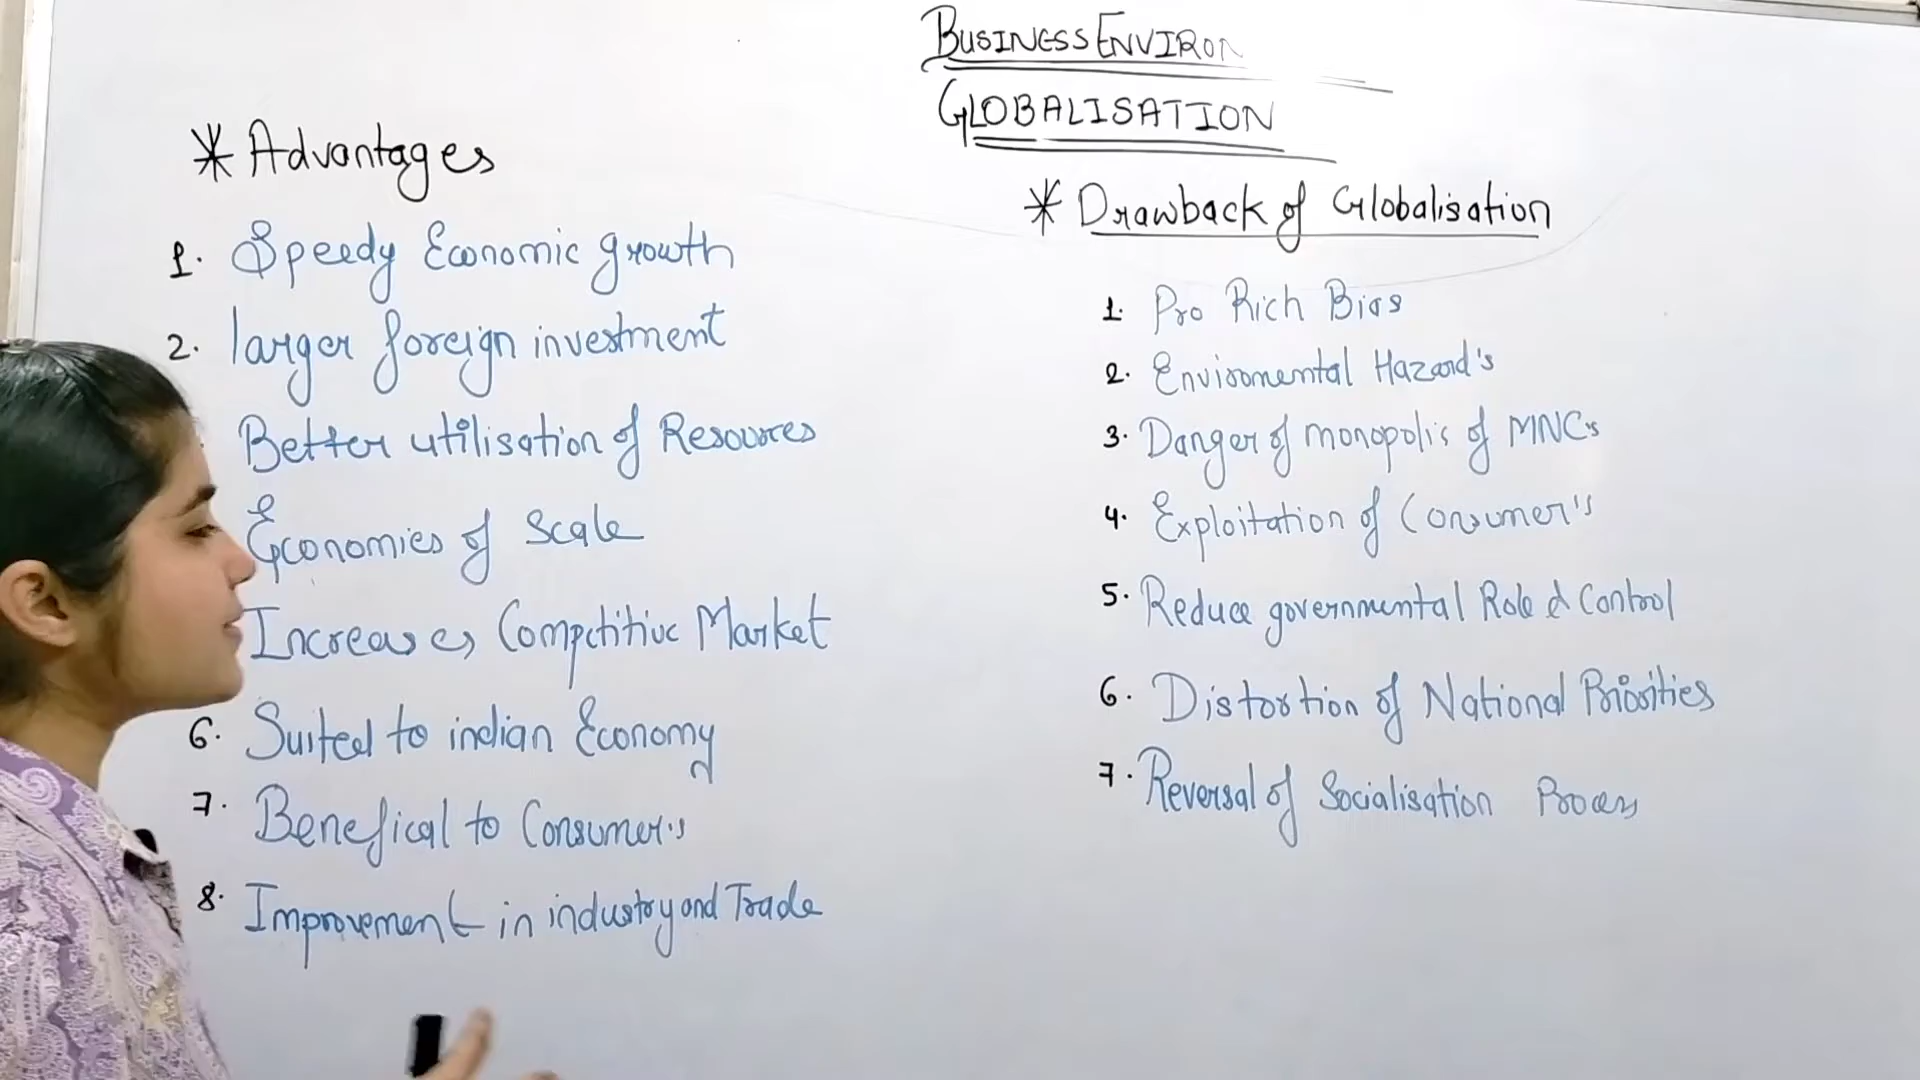 BUSINESS ENVIRON
GLOBALISATION
* Advantages
1. Speedy Economic growth
2. larger foreign investment
Better utilisation of Resources
Economies of Scale
Increases Competitive Market
6. Suited to indian Economy
7. Benefical to Consumer's
8. Improvement in industry and Trade
* Drawback of Globalisation
1. Pro Rich Bias
2. Enviromental Hazard's
3. Danger of monopolis of MNC's
4. Exploitation of Consumer's
5. Reduce governmental Role & Control
6. Distortion of National Priorities
7. Reversal of Socialisation Process